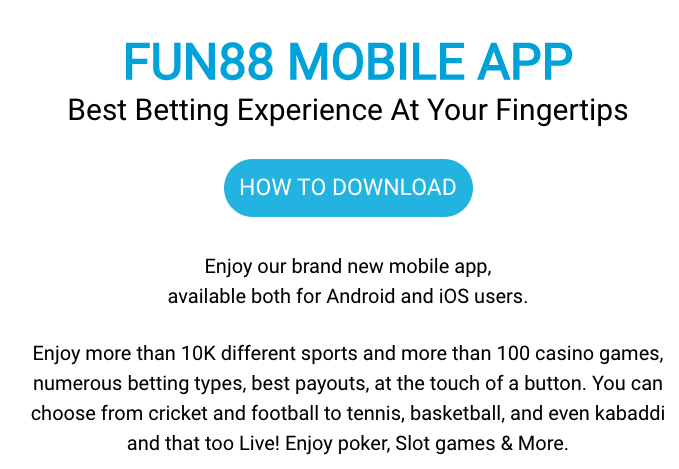 FUN88 MOBILE APP
Best Betting Experience At Your Fingertips
HOW TO DOWNLOAD
Enjoy our brand new mobile app,
available both for Android and iOS users.
Enjoy more than 10K different sports and more than 100 casino games,
numerous betting types, best payouts, at the touch of a button. You can
choose from cricket and football to tennis, basketball, and even kabaddi
and that too Live! Enjoy poker, Slot games & More.